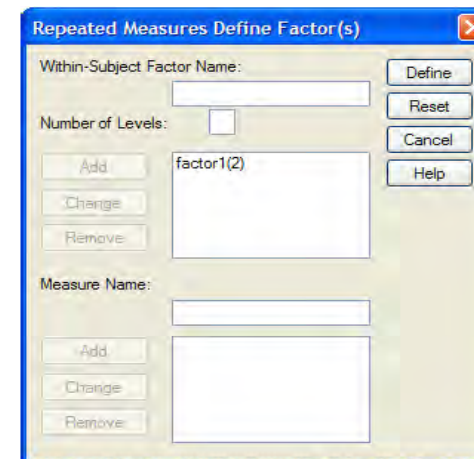 Repeated Measures Define Factor(s)
Within-Subject Factor Name:
Define
Reset
Number of Levels:
Cancel
Add
factor1(2)
Help
Change
Remove
Measure Name:
Add
Change
Remove